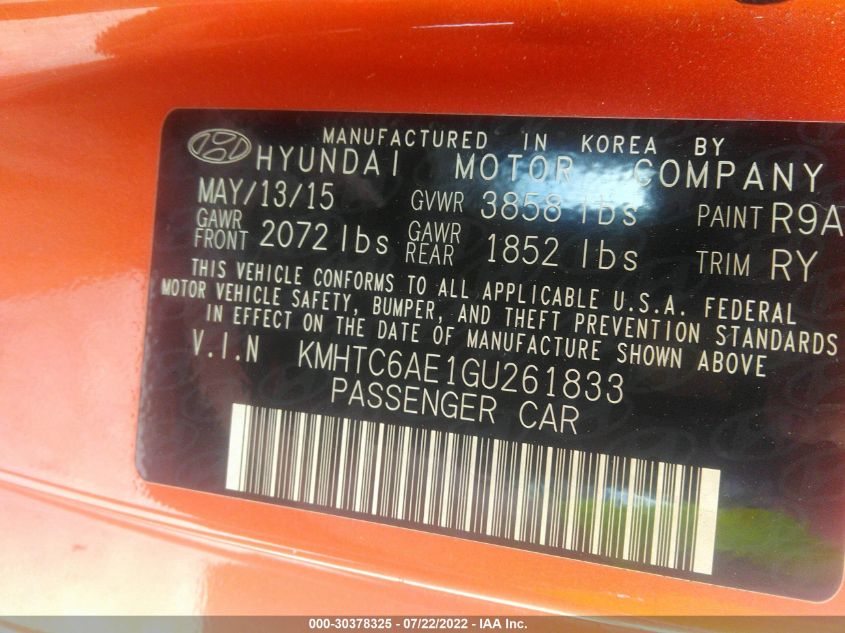 MANUFACTURED IN KOREA BY
HYUNDAI MOTOR COMPANY
MAY/13/15 GVWR 3858 lbs PAINT R9A
GAWR FRONT 2072 lbs GAWR REAR 1852 lbs TRIM RY
THIS VEHICLE CONFORMS TO ALL APPLICABLE U.S.A. FEDERAL
MOTOR VEHICLE SAFETY, BUMPER, AND THEFT PREVENTION STANDARDS
IN EFFECT ON THE DATE OF MANUFACTURE SHOWN ABOVE
V.I.N KMHTC6AE1GU261833
PASSENGER CAR
000-30378325 - 07/22/2022 - IAA Inc.